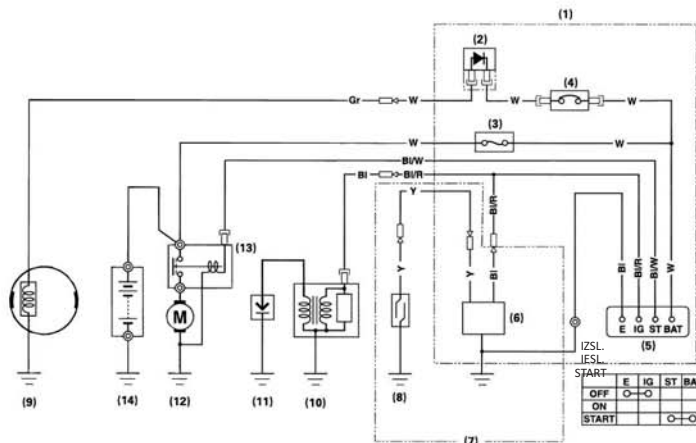 (1)
(2)
(4)
Gr W W W
(3)
W W
Bl/W
Bl Bl/R
Y
Bl/R
(13)
Y Y Bl
Bl Bl/R Bl/W W
M
(6)
E IG ST BAT
(5)
IZSL.
IESL.
START
(9) (14) (12) (11) (10) (8)
E IG ST BA
OFF
ON
START
(7)